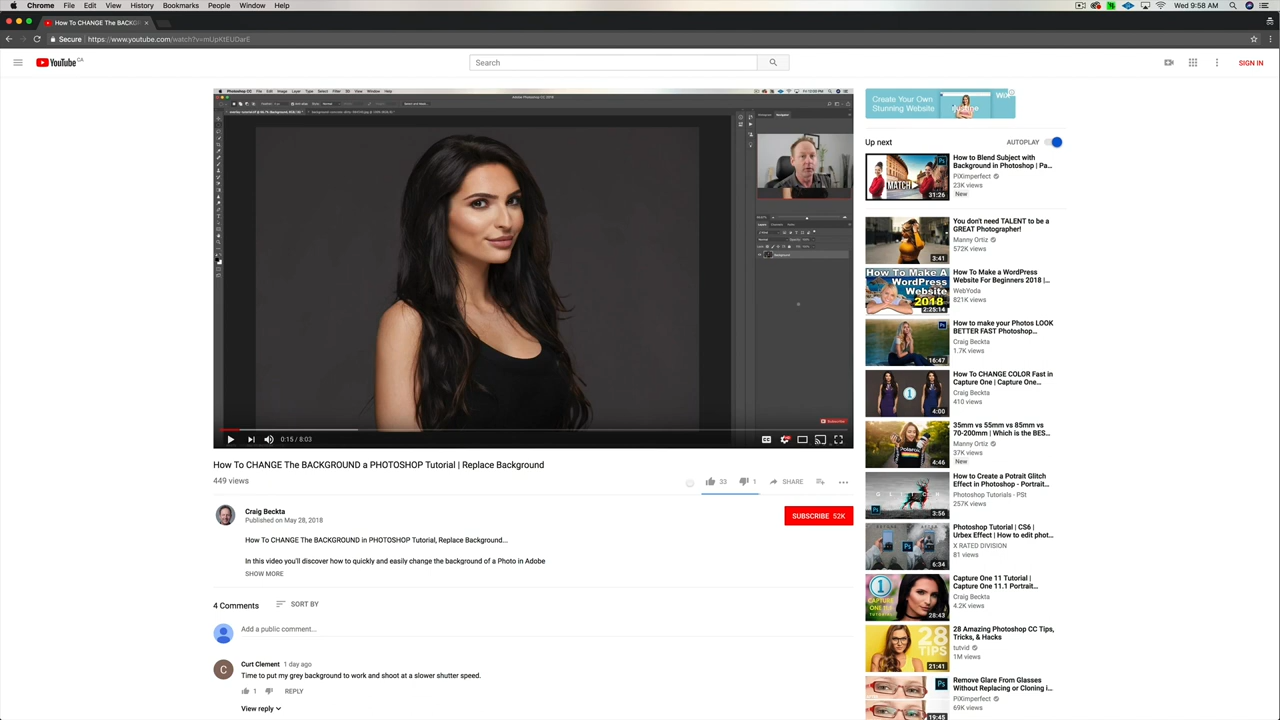 Chrome File Edit View History Bookmarks People Window Help
Wed 9:58 AM
How To CHANGE The BACKGR
Secure https://www.youtube.com/watch?v=mUpKtEUDarE
YouTube CA
Search
SIGN IN
Create Your Own
Stunning Website
WiX
Up next
AUTOPLAY
How to Blend Subject with
Background in Photoshop | Pa...
PiXimperfect
23K views
New
MATCH
31:26
You don't need TALENT to be a
GREAT Photographer!
Manny Ortiz
572K views
3:41
How To Make a WordPress
Website For Beginners 2018 |...
WebYoda
821K views
How To Make A
WordPress
Website
2018
2:25:14
How to make your Photos LOOK
BETTER FAST Photoshop...
Craig Beckta
1.7K views
16:47
How To CHANGE COLOR Fast in
Capture One | Capture One...
Craig Beckta
410 views
4:00
35mm vs 55mm vs 85mm vs
70-200mm | Which is the BES...
Manny Ortiz
37K views
New
4:46
How to Create a Potrait Glitch
Effect in Photoshop - Portrait...
Photoshop Tutorials - PSt
257K views
3:56
Photoshop Tutorial | CS6 |
Urbex Effect | How to edit phot...
X RATED DIVISION
81 views
6:34
Capture One 11 Tutorial |
Capture One 11.1 Portrait...
Craig Beckta
4.2K views
28:43
28 Amazing Photoshop CC Tips,
Tricks, & Hacks
tutvid
1M views
28
TIPS
21:41
Remove Glare From Glasses
Without Replacing or Cloning i...
PiXimperfect
69K views
19:45
0:15 / 8:03
How To CHANGE The BACKGROUND a PHOTOSHOP Tutorial | Replace Background
449 views
33
1
SHARE
Craig Beckta
Published on May 28, 2018
SUBSCRIBE 52K
How To CHANGE The BACKGROUND in PHOTOSHOP Tutorial, Replace Background...
In this video you'll discover how to quickly and easily change the background of a Photo in Adobe
SHOW MORE
4 Comments
SORT BY
Add a public comment...
C
Curt Clement 1 day ago
Time to put my grey background to work and shoot at a slower shutter speed.
1
REPLY
View reply